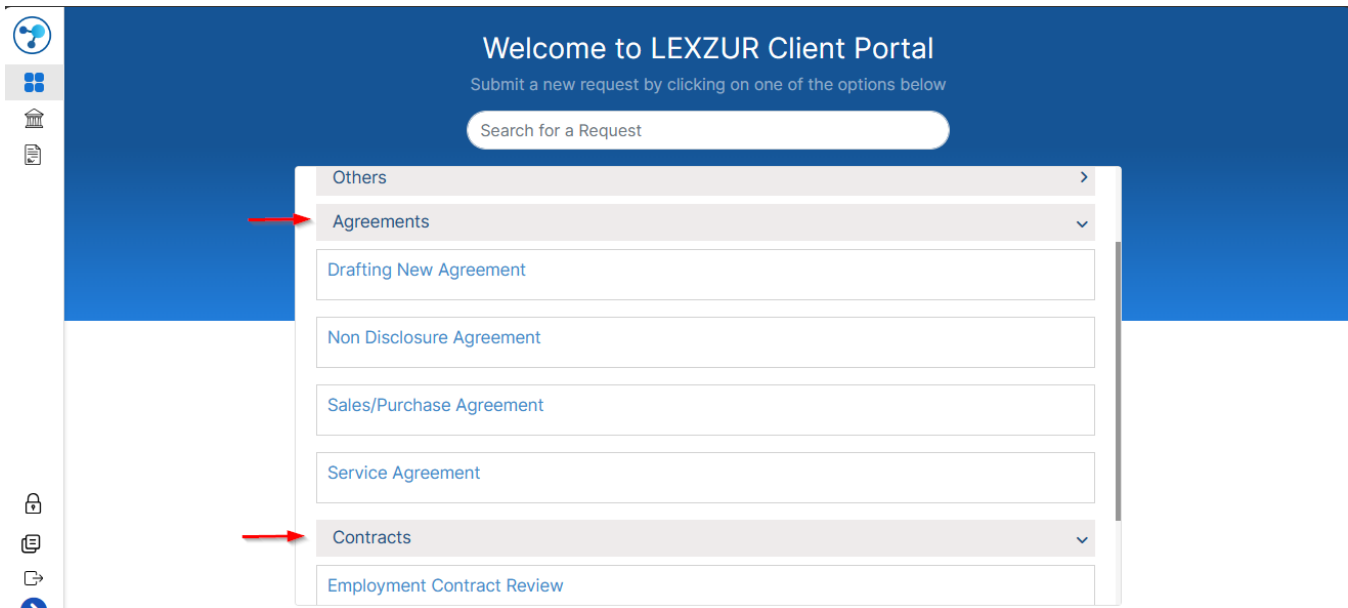 Welcome to LEXZUR Client Portal
Submit a new request by clicking on one of the options below
Search for a Request
Others
Agreements
Drafting New Agreement
Non Disclosure Agreement
Sales/Purchase Agreement
Service Agreement
Contracts
Employment Contract Review